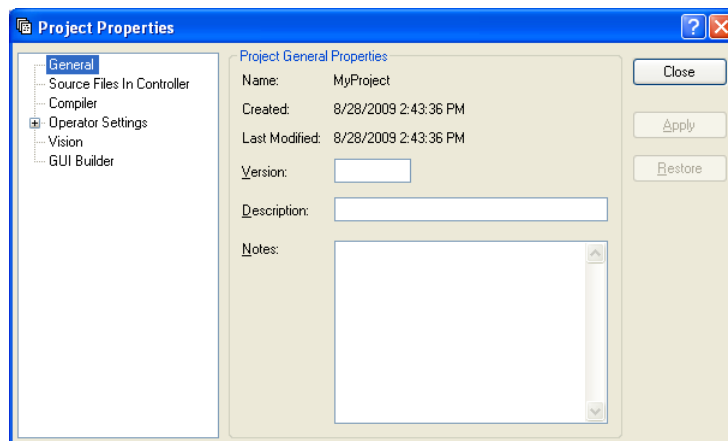 Project Properties
General
Source Files In Controller
Compiler
Operator Settings
Vision
GUI Builder
Project General Properties
Name: MyProject
Created: 8/28/2009 2:43:36 PM
Last Modified: 8/28/2009 2:43:36 PM
Version:
Description:
Notes:
Close
Apply
Restore